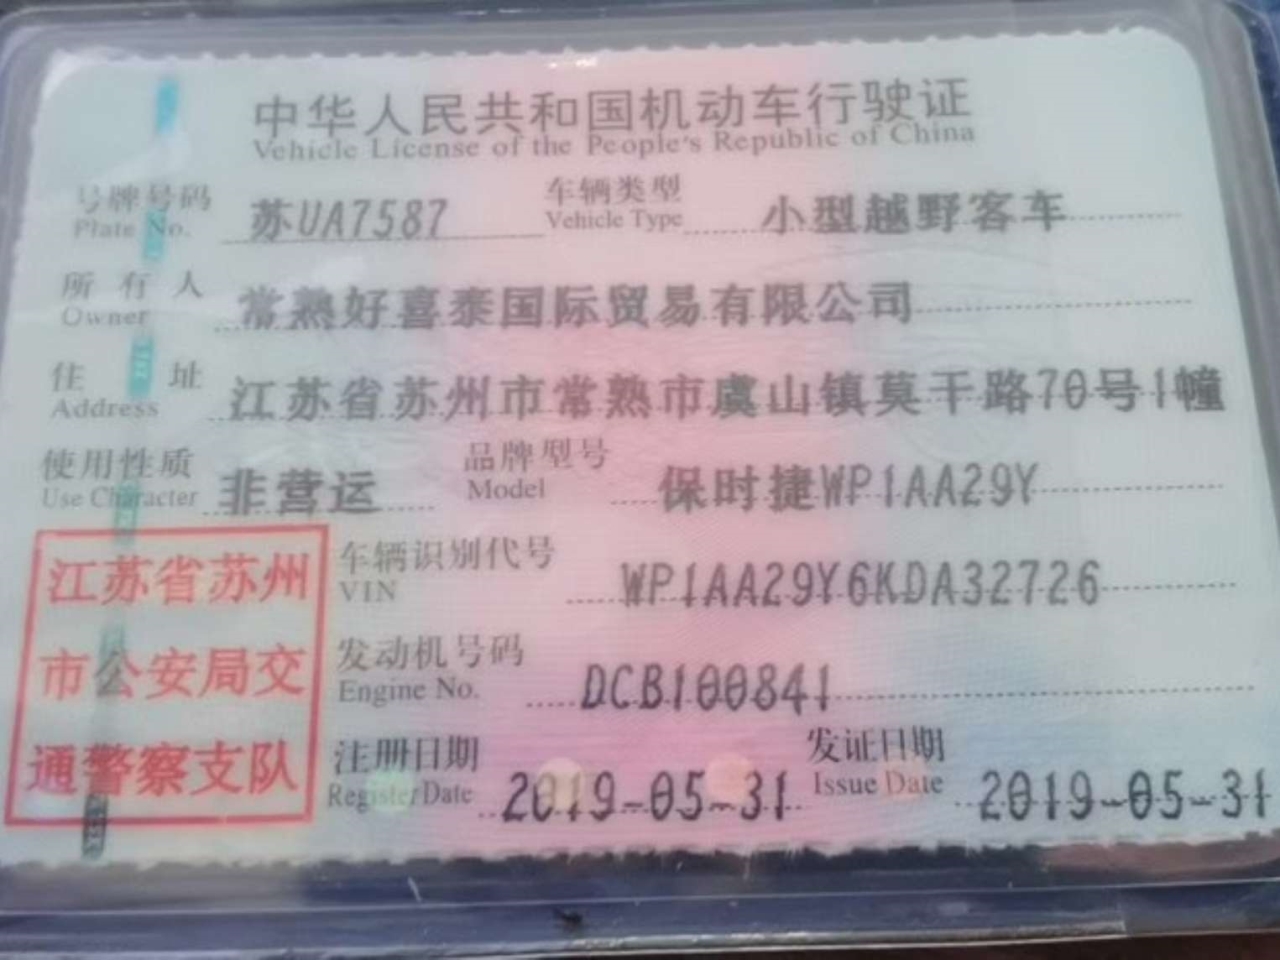 中华人民共和国机动车行驶证
Vehicle License of the People's Republic of China
号牌号码 苏UA7587 车辆类型 小型越野客车
Plate No. Vehicle Type
所有人 常熟好喜泰国际贸易有限公司
Owner
住址 江苏省苏州市常熟市虞山镇莫干路70号1幢
Address
使用性质 非营运 品牌型号 保时捷WP1AA29Y
Use Character Model
江苏省苏州
市公安局交
通警察支队
车辆识别代号 WP1AA29Y6KDA32726
VIN
发动机号码 DCB100841
Engine No.
注册日期 2019-05-31 发证日期 2019-05-31
Register Date Issue Date